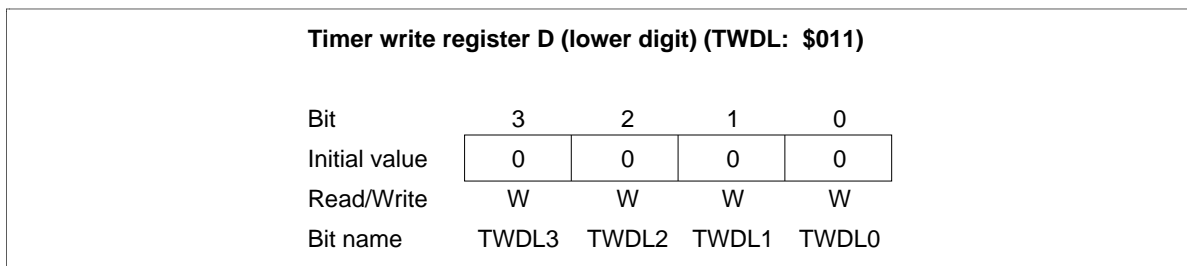 Timer write register D (lower digit) (TWDL: $011)
Bit 3 2 1 0
Initial value 0 0 0 0
Read/Write W W W W
Bit name TWDL3 TWDL2 TWDL1 TWDL0